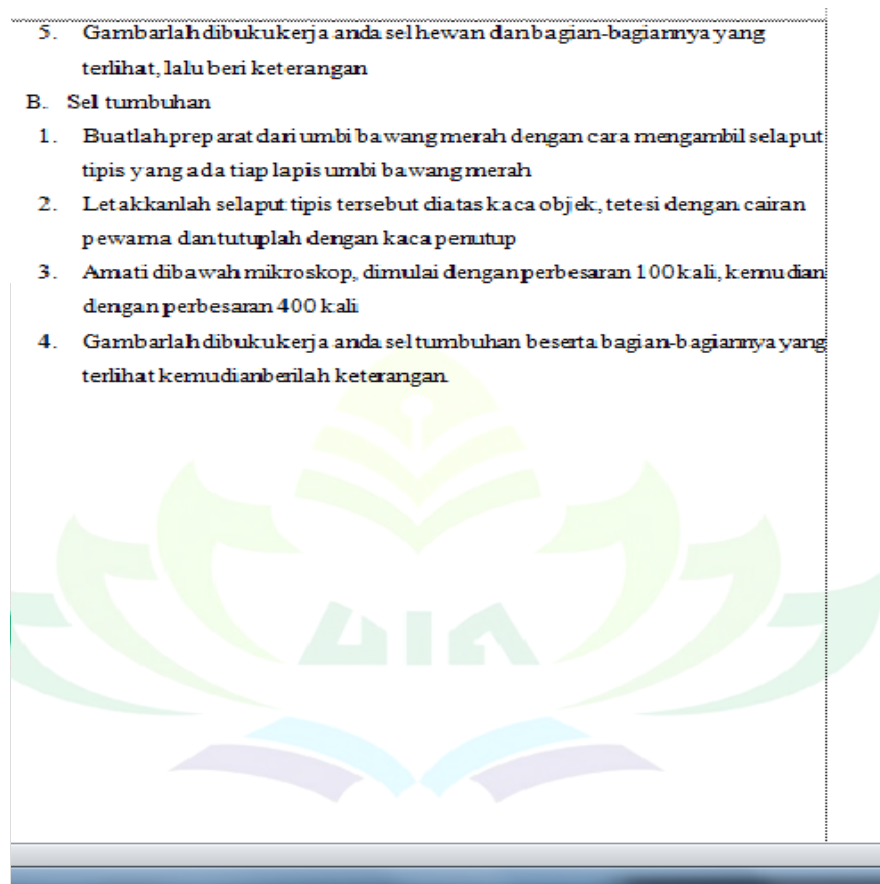 5. Gambarlah dibuku kerja anda sel hewan dan bagian-bagiannya yang
terlihat, lalu beri keterangan
B. Sel tumbuhan
1. Buatlah preparat dari umbi bawang merah dengan cara mengambil selaput
tipis yang ada tiap lapis umbi bawang merah
2. Letakkanlah selaput tipis tersebut diatas kaca objek, tetesi dengan cairan
pewarna dan tutuplah dengan kaca penutup
3. Amati dibawah mikroskop, dimulai dengan perbesaran 100 kali, kemudian
dengan perbesaran 400 kali
4. Gambarlah dibuku kerja anda sel tumbuhan beserta bagian-bagiannya yang
terlihat kemudian berilah keterangan.
UIN